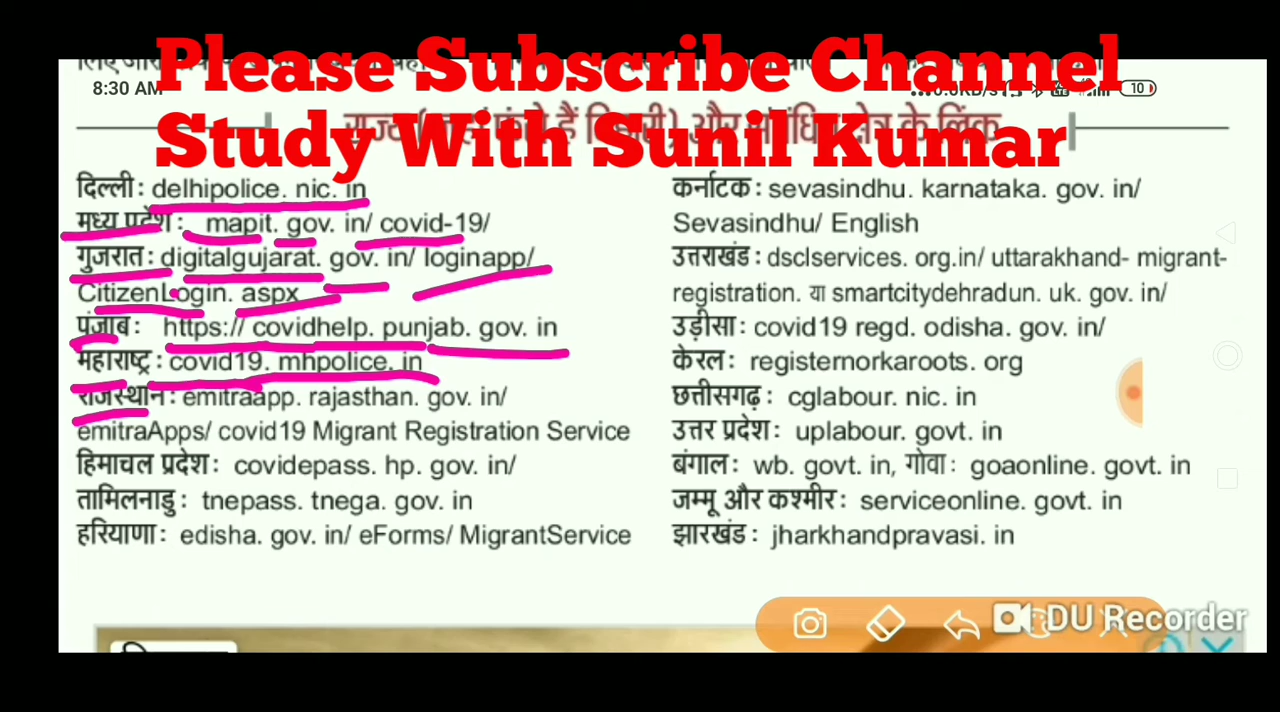 Please Subscribe Channel
8:30 AM
10
Study With Sunil Kumar
और संबंधित क्षेत्र के लिंक
दिल्ली: delhipolice. nic. in
मध्य प्रदेश: mapit. gov. in/ covid-19/
गुजरात: digitalgujarat. gov. in/ loginapp/
CitizenLogin. aspx
पंजाब: https:// covidhelp. punjab. gov. in
महाराष्ट्र: covid19. mhpolice. in
राजस्थान: emitraapp. rajasthan. gov. in/
emitraApps/ covid19 Migrant Registration Service
हिमाचल प्रदेश: covidepass. hp. gov. in/
तामिलनाडु: tnepass. tnega. gov. in
हरियाणा: edisha. gov. in/ eForms/ MigrantService
कर्नाटक: sevasindhu. karnataka. gov. in/
Sevasindhu/ English
उत्तराखंड: dsclservices. org.in/ uttarakhand- migrant-
registration. या smartcitydehradun. uk. gov. in/
उड़ीसा: covid19 regd. odisha. gov. in/
केरल: registernorkaroots. org
छत्तीसगढ़: cglabour. nic. in
उत्तर प्रदेश: uplabour. govt. in
बंगाल: wb. govt. in, गोवा: goaonline. govt. in
जम्मू और कश्मीर: serviceonline. govt. in
झारखंड: jharkhandpravasi. in
DU Recorder